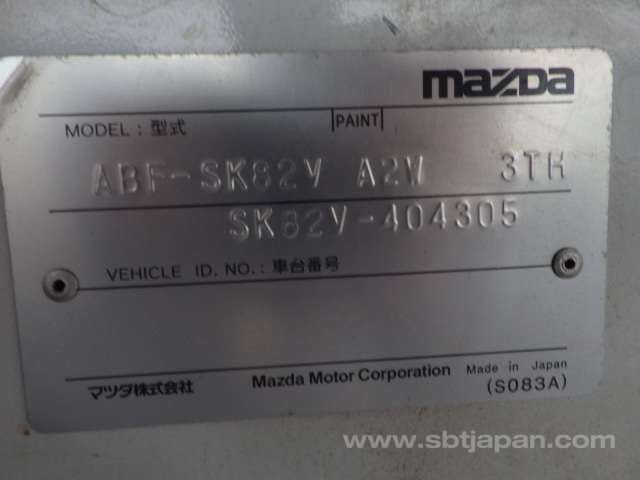 mazda
MODEL : 型式 |PAINT|
ABF-SK82V A2W 3TH
SK82V-404305
VEHICLE ID. NO. : 車台番号
マツダ株式会社 Mazda Motor Corporation Made in Japan
(S083A)
www.sbtjapan.com